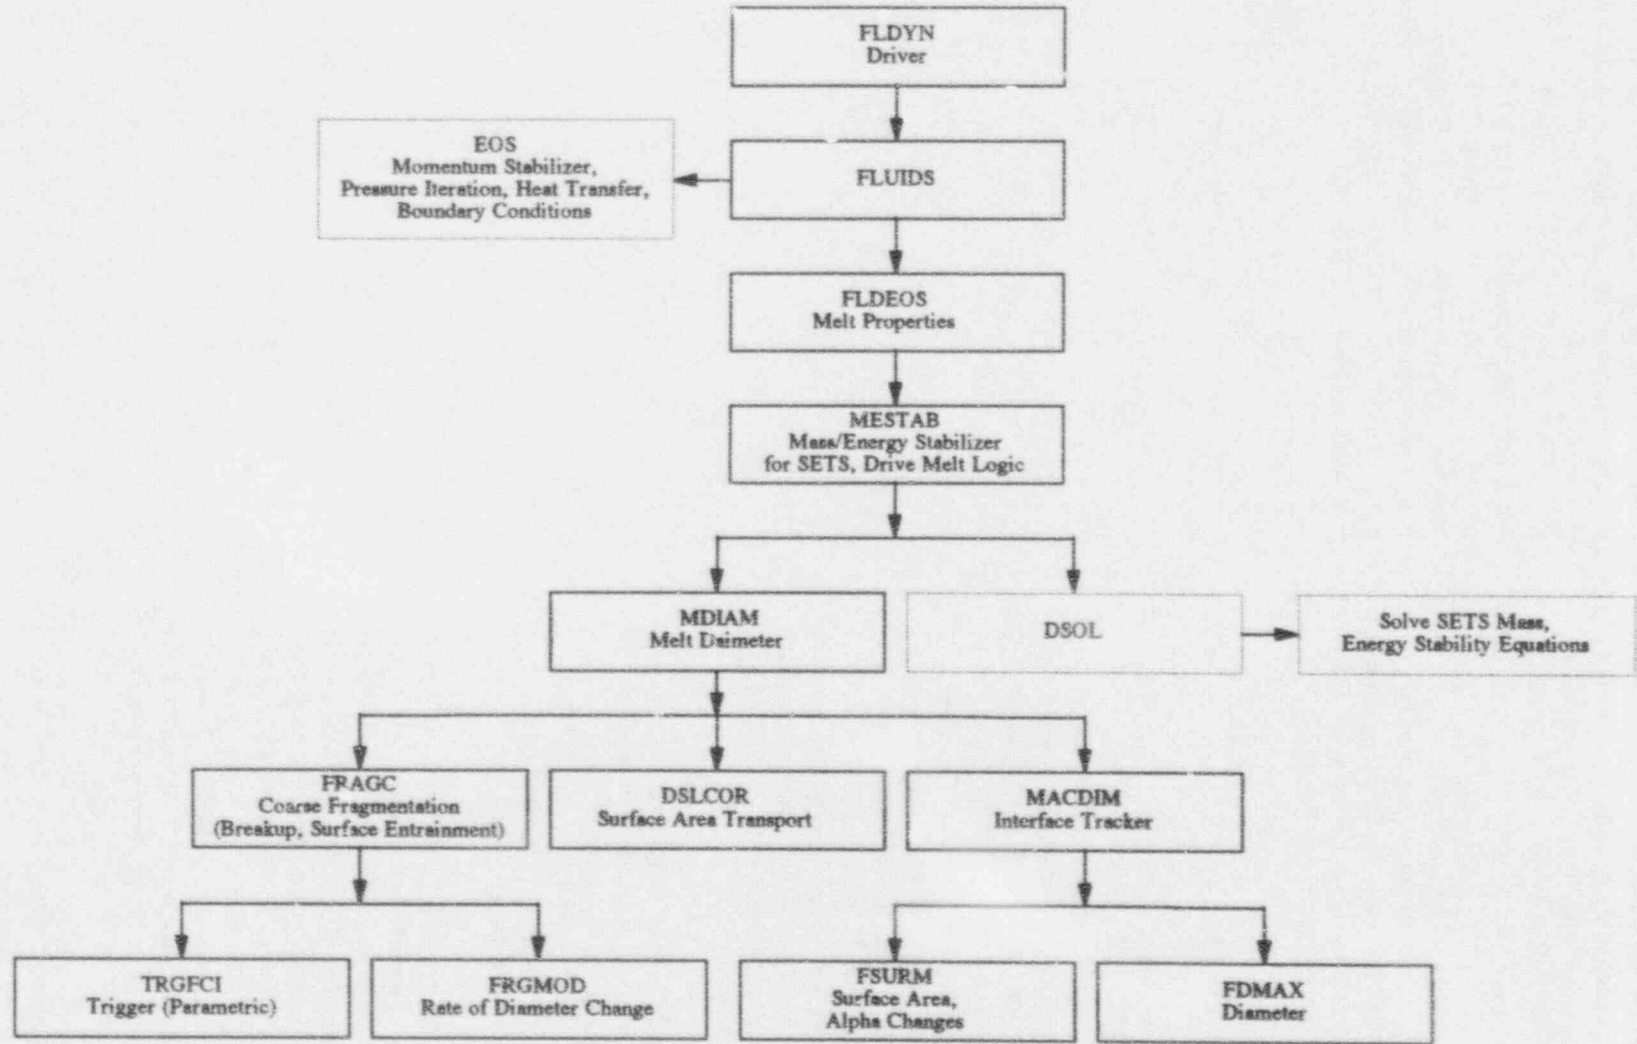 FLDYN
Driver
EOS
Momentum Stabilizer,
Pressure Iteration, Heat Transfer,
Boundary Conditions
FLUIDS
FLDEOS
Melt Properties
MESTAB
Mass/Energy Stabilizer
for SETS, Drive Melt Logic
MDIAM
Melt Daimeter
DSOL
Solve SETS Mass,
Energy Stability Equations
FRAGC
Coarse Fragmentation
(Breakup, Surface Entrainment)
DSLCOR
Surface Area Transport
MACDIM
Interface Tracker
TRGFCI
Trigger (Parametric)
FRGMOD
Rate of Diameter Change
FSURM
Surface Area,
Alpha Changes
FDMAX
Diameter